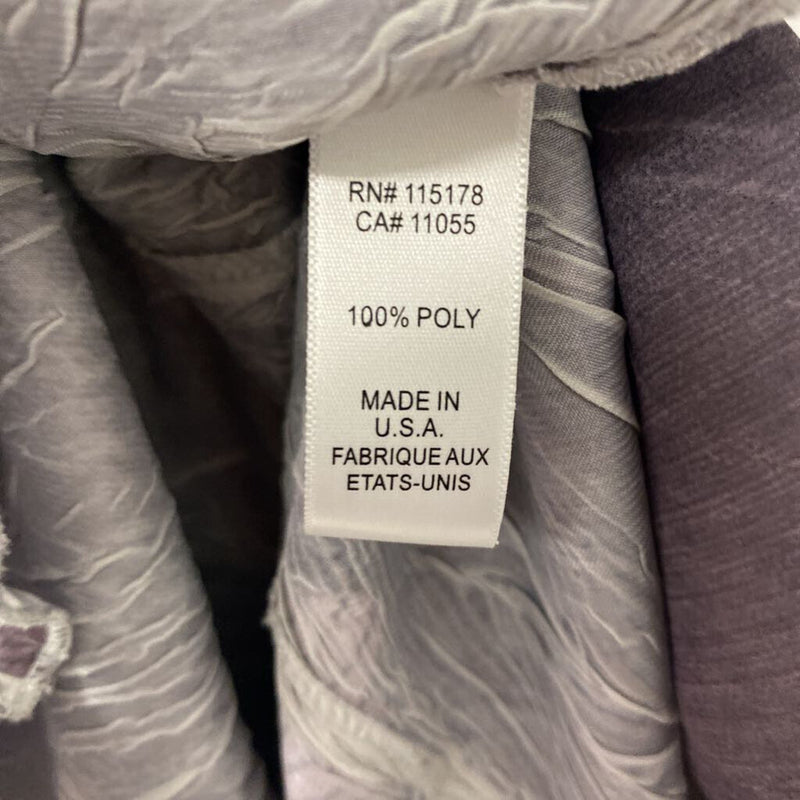 RN# 115178
CA# 11055
100% POLY
MADE IN
U.S.A.
FABRIQUE AUX
ETATS-UNIS